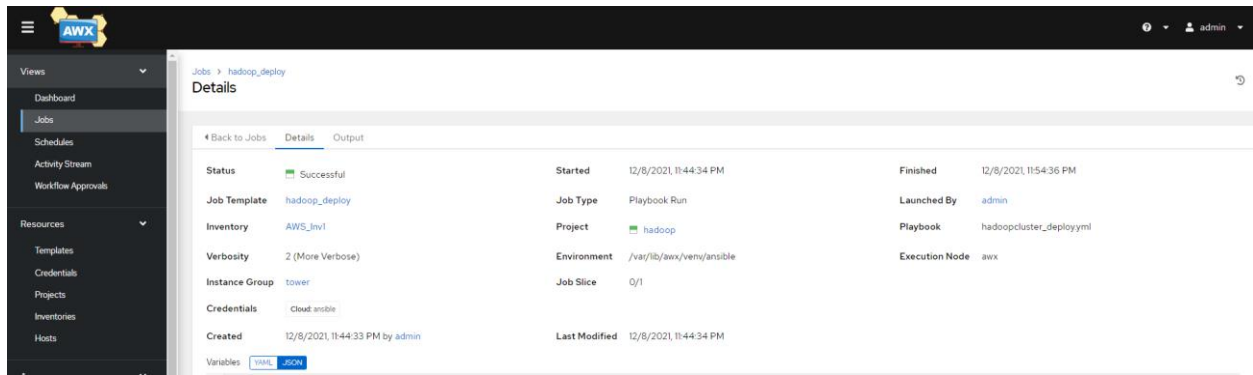 AWX
admin
Views
Dashboard
Jobs
Schedules
Activity Stream
Workflow Approvals
Resources
Templates
Credentials
Projects
Inventories
Hosts
Jobs > hadoop_deploy
Details
Back to Jobs Details Output
Status Successful Started 12/8/2021, 11:44:34 PM Finished 12/8/2021, 11:54:36 PM
Job Template hadoop_deploy Job Type Playbook Run Launched By admin
Inventory AWS_Inv1 Project hadoop Playbook hadoopcluster_deploy.yml
Verbosity 2 (More Verbose) Environment /var/lib/awx/venv/ansible Execution Node awx
Instance Group tower Job Slice 0/1
Credentials Cloud: ansible
Created 12/8/2021, 11:44:33 PM by admin Last Modified 12/8/2021, 11:44:34 PM
Variables YAML JSON